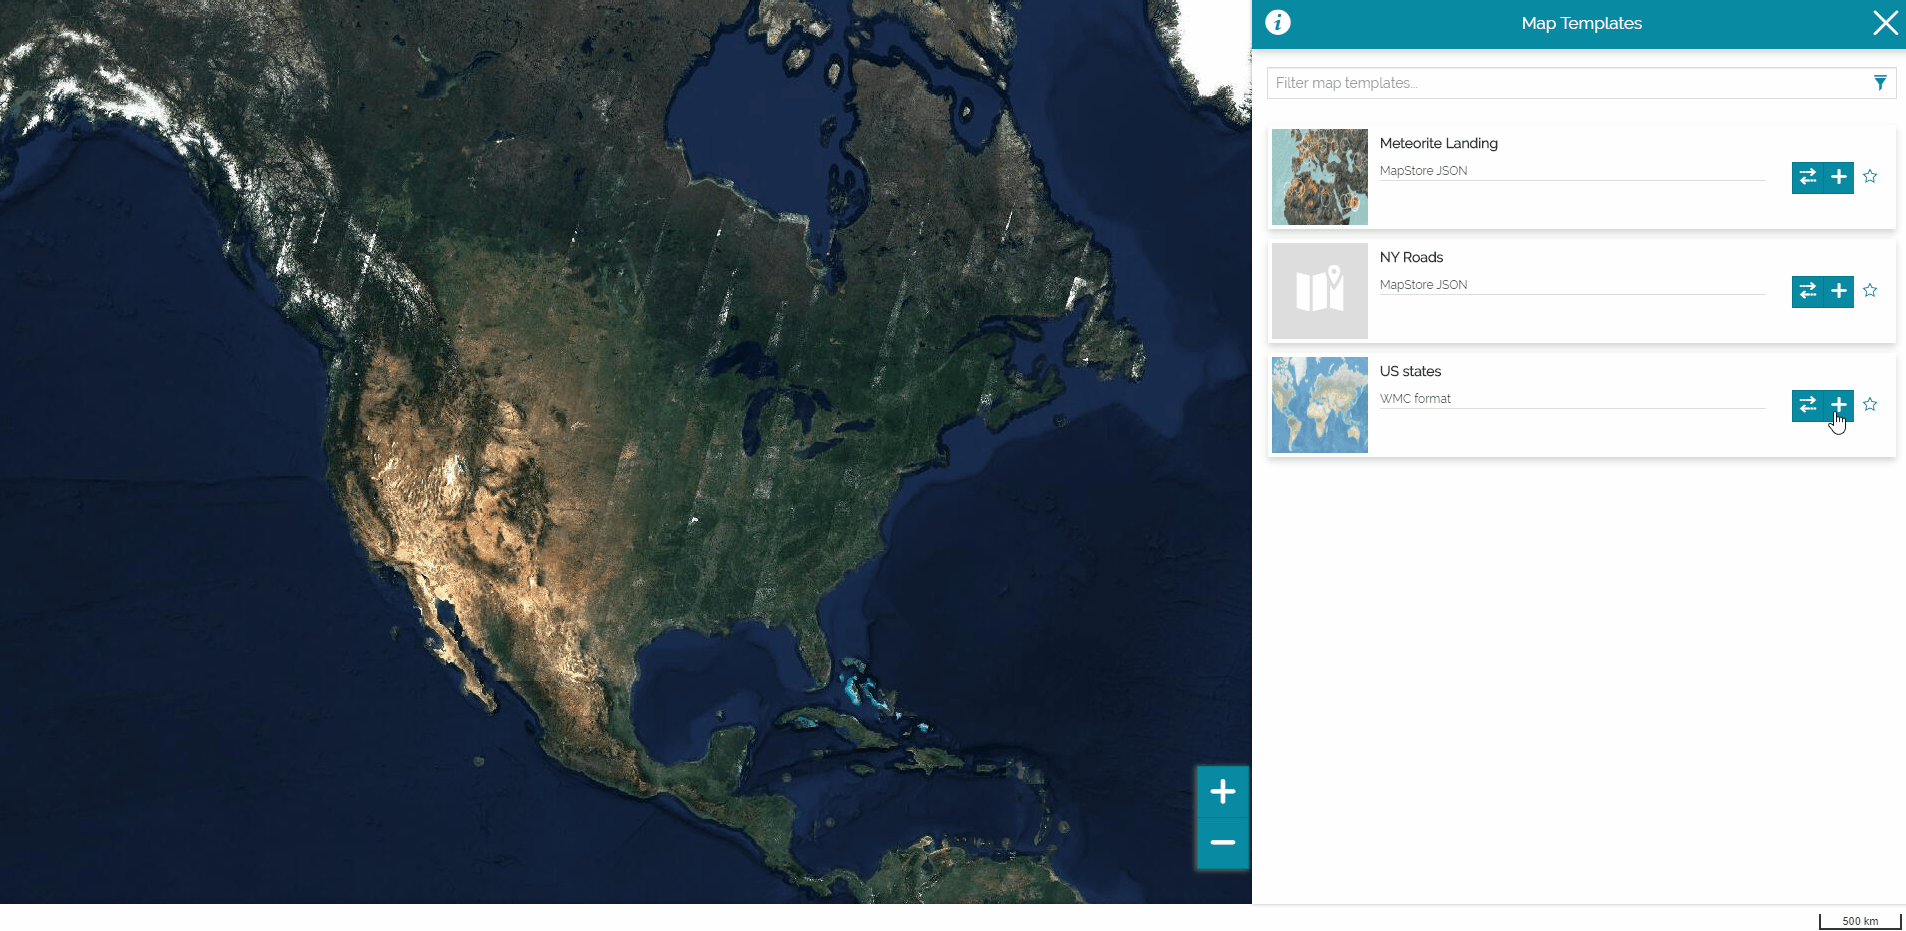 Map Templates
Filter map templates...
Meteorite Landing
MapStore JSON
NY Roads
MapStore JSON
US states
WMC format
500 km